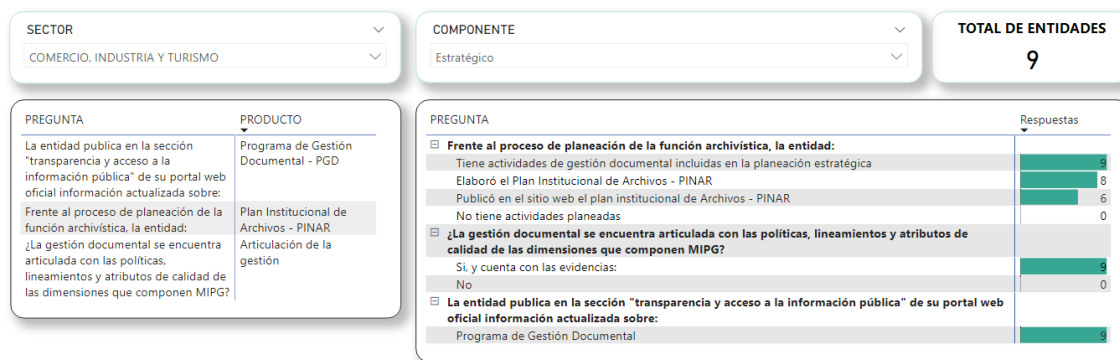 SECTOR
COMERCIO, INDUSTRIA Y TURISMO
COMPONENTE
Estratégico
TOTAL DE ENTIDADES
9
PREGUNTA PRODUCTO
La entidad publica en la sección Programa de Gestión
"transparencia y acceso a la Documental - PGD
información pública" de su portal web
oficial información actualizada sobre:
Frente al proceso de planeación de la Plan Institucional de
función archivística, la entidad: Archivos - PINAR
¿La gestión documental se encuentra Articulación de la
articulada con las políticas, gestión
lineamientos y atributos de calidad de
las dimensiones que componen MIPG?
PREGUNTA Respuestas
Frente al proceso de planeación de la función archivística, la entidad:
Tiene actividades de gestión documental incluidas en la planeación estratégica 9
Elaboró el Plan Institucional de Archivos - PINAR 8
Publicó en el sitio web el plan institucional de Archivos - PINAR 6
No tiene actividades planeadas 0
¿La gestión documental se encuentra articulada con las políticas, lineamientos y atributos de
calidad de las dimensiones que componen MIPG?
Si, y cuenta con las evidencias: 9
No 0
La entidad publica en la sección "transparencia y acceso a la información pública" de su portal web
oficial información actualizada sobre:
Programa de Gestión Documental 9